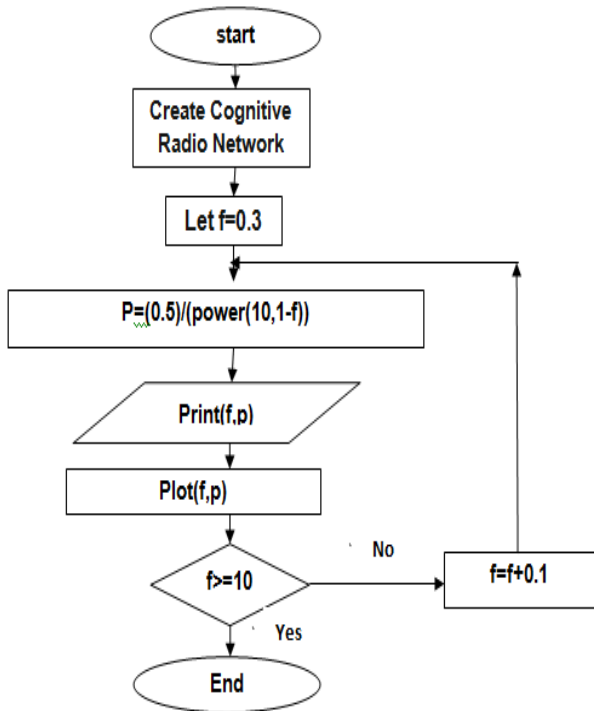 start
Create Cognitive
Radio Network
Let f=0.3
P=(0.5)/(power(10,1-f))
Print(f,p)
Plot(f,p)
f>=10
No
f=f+0.1
Yes
End